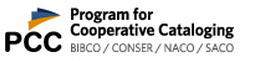 PCC
Program for
Cooperative Cataloging
BIBCO / CONSER / NACO / SACO